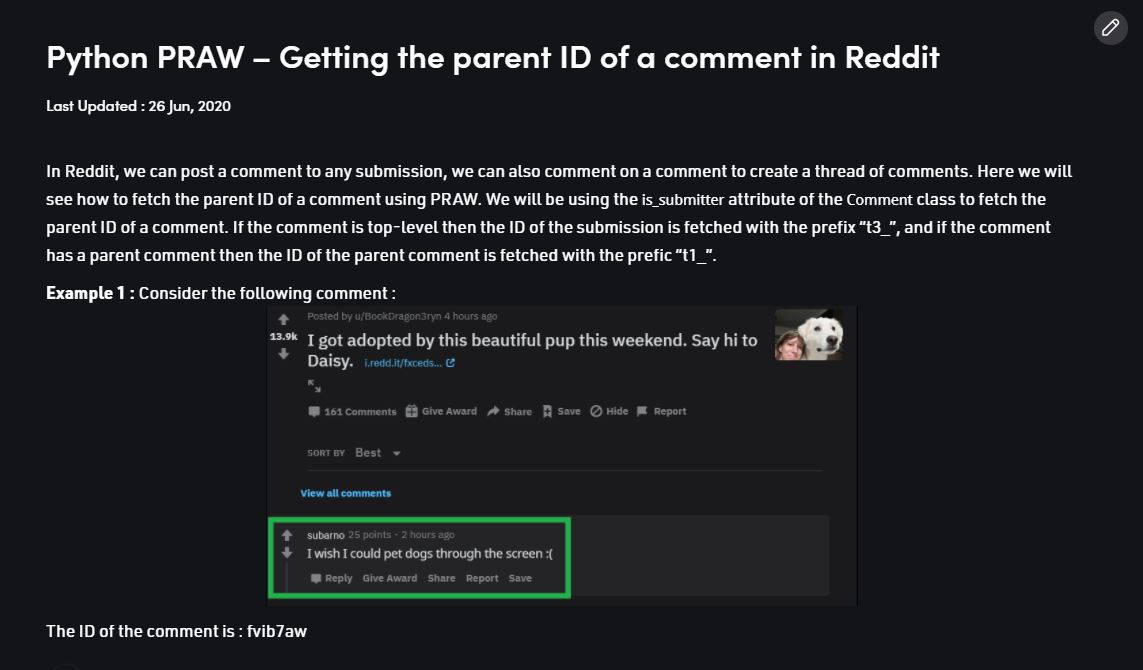 Python PRAW – Getting the parent ID of a comment in Reddit
Last Updated : 26 Jun, 2020
In Reddit, we can post a comment to any submission, we can also comment on a comment to create a thread of comments. Here we will
see how to fetch the parent ID of a comment using PRAW. We will be using the is_submitter attribute of the Comment class to fetch the
parent ID of a comment. If the comment is top-level then the ID of the submission is fetched with the prefix “t3_”, and if the comment
has a parent comment then the ID of the parent comment is fetched with the prefic “t1_”.
Example 1 : Consider the following comment :
Posted by u/BookDragon3ryn 4 hours ago
13.9k
I got adopted by this beautiful pup this weekend. Say hi to
Daisy. i.redd.it/fxceds...
161 Comments Give Award Share Save Hide Report
SORT BY Best
View all comments
subarno 25 points · 2 hours ago
I wish I could pet dogs through the screen :(
Reply Give Award Share Report Save
The ID of the comment is : fvib7aw